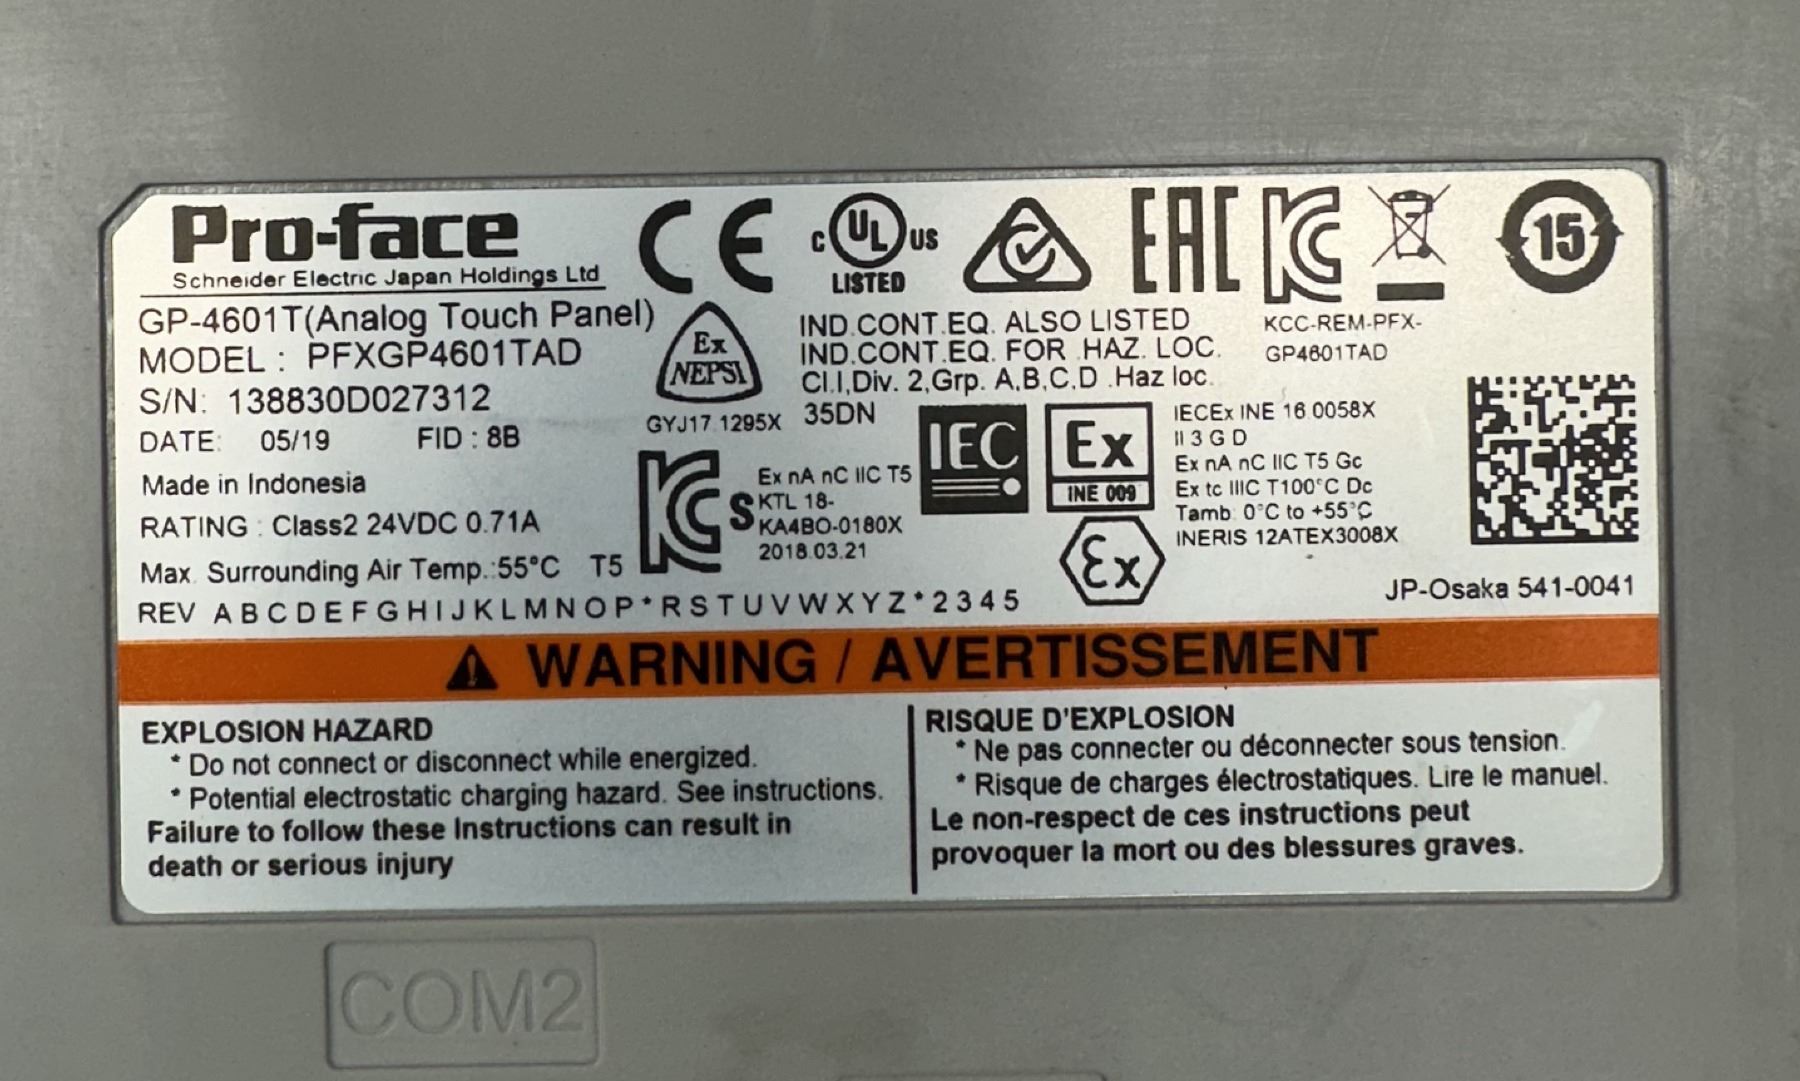 Pro-face
Schneider Electric Japan Holdings Ltd
CE
C UL US
LISTED
EAC
15
GP-4601T(Analog Touch Panel)
MODEL : PFXGP4601TAD
S/N: 138830D027312
DATE: 05/19 FID : 8B
Made in Indonesia
RATING : Class2 24VDC 0.71A
Max. Surrounding Air Temp.:55°C T5
REV A B C D E F G H I J K L M N O P * R S T U V W X Y Z * 2 3 4 5
Ex
NEPSI
GYJ17.1295X
IND.CONT.EQ. ALSO LISTED
IND.CONT.EQ. FOR .HAZ. LOC.
Cl.I,Div. 2,Grp. A,B,C,D .Haz loc.
35DN
KCC-REM-PFX-
GP4601TAD
KC S
Ex nA nC IIC T5
KTL 18-
KA4BO-0180X
2018.03.21
IEC
Ex
INE 009
Ex
IECEx INE 16.0058X
II 3 G D
Ex nA nC IIC T5 Gc
Ex tc IIIC T100°C Dc
Tamb: 0°C to +55°C
INERIS 12ATEX3008X
JP-Osaka 541-0041
WARNING / AVERTISSEMENT
EXPLOSION HAZARD
* Do not connect or disconnect while energized.
* Potential electrostatic charging hazard. See instructions.
Failure to follow these Instructions can result in
death or serious injury
RISQUE D'EXPLOSION
* Ne pas connecter ou déconnecter sous tension.
* Risque de charges électrostatiques. Lire le manuel.
Le non-respect de ces instructions peut
provoquer la mort ou des blessures graves.
COM2